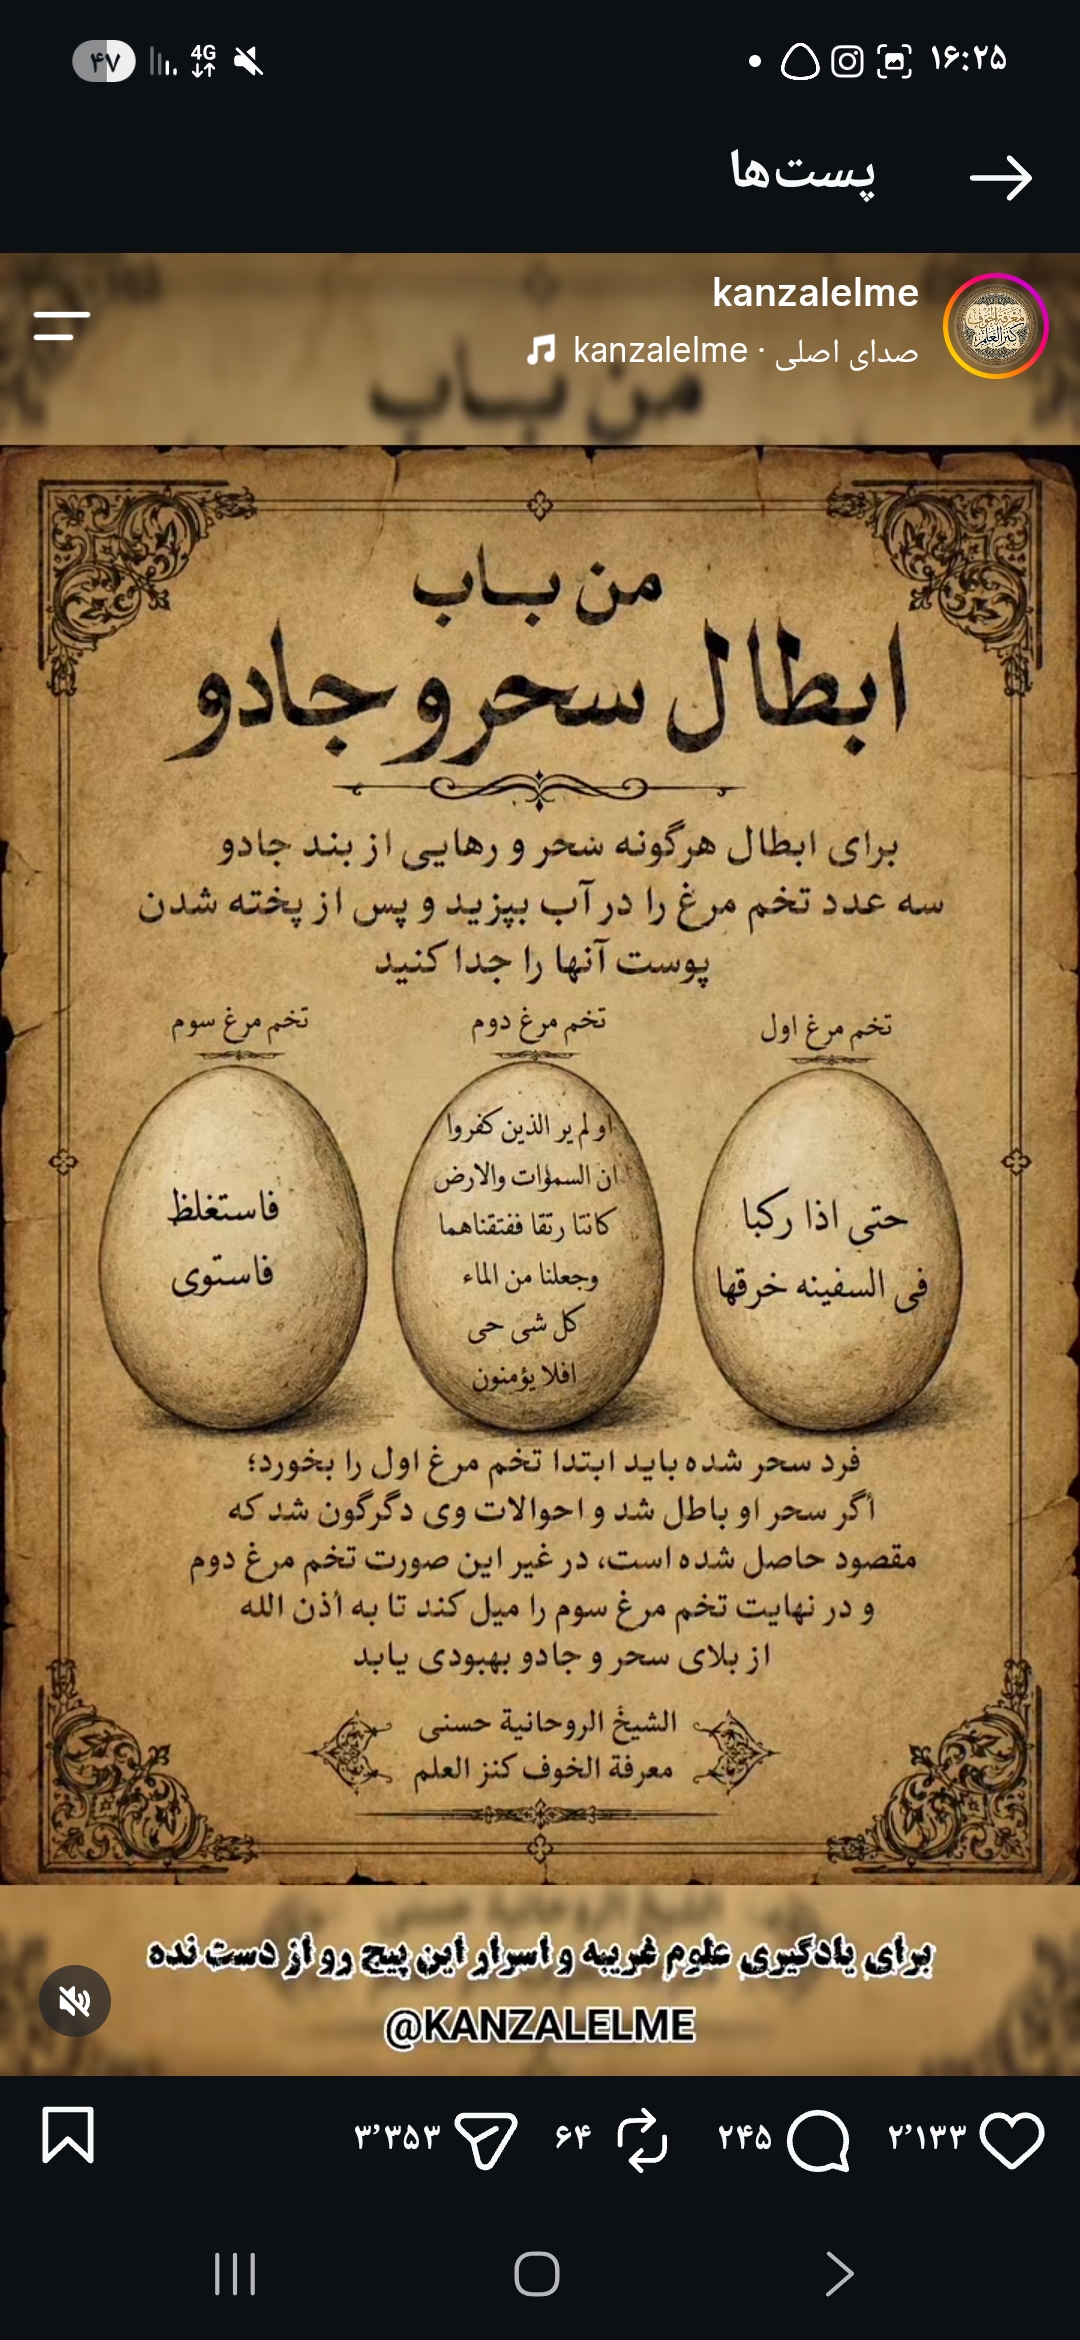 ۱۶:۲۵
4G
۴۷
پست‌ها
kanzalelme
صدای اصلی · kanzalelme
من باب
من باب
ابطال سحر و جادو
برای ابطال هرگونه سحر و رهایی از بند جادو
سه عدد تخم مرغ را در آب بپزید و پس از پخته شدن
پوست آنها را جدا کنید
تخم مرغ اول
حتی اذا رکبا
فی السفینه خرقها
تخم مرغ دوم
او لم یر الذین کفروا
ان السموات والارض
کانتا رتقا ففتقناهما
وجعلنا من الماء
کل شی حی
افلا یؤمنون
تخم مرغ سوم
فاستغلظ
فاستوی
فرد سحر شده باید ابتدا تخم مرغ اول را بخورد؛
اگر سحر او باطل شد و احوالات وی دگرگون شد که
مقصود حاصل شده است، در غیر این صورت تخم مرغ دوم
و در نهایت تخم مرغ سوم را میل کند تا به أذن الله
از بلای سحر و جادو بهبودی یابد
الشیخ الروحانیة حسنی
معرفة الخوف کنز العلم
برای یادگیری علوم غریبه و اسرار این پیج رو از دست نده
@KANZALELME
۲٬۱۳۳
۲۴۵
۶۴
۳٬۳۵۳